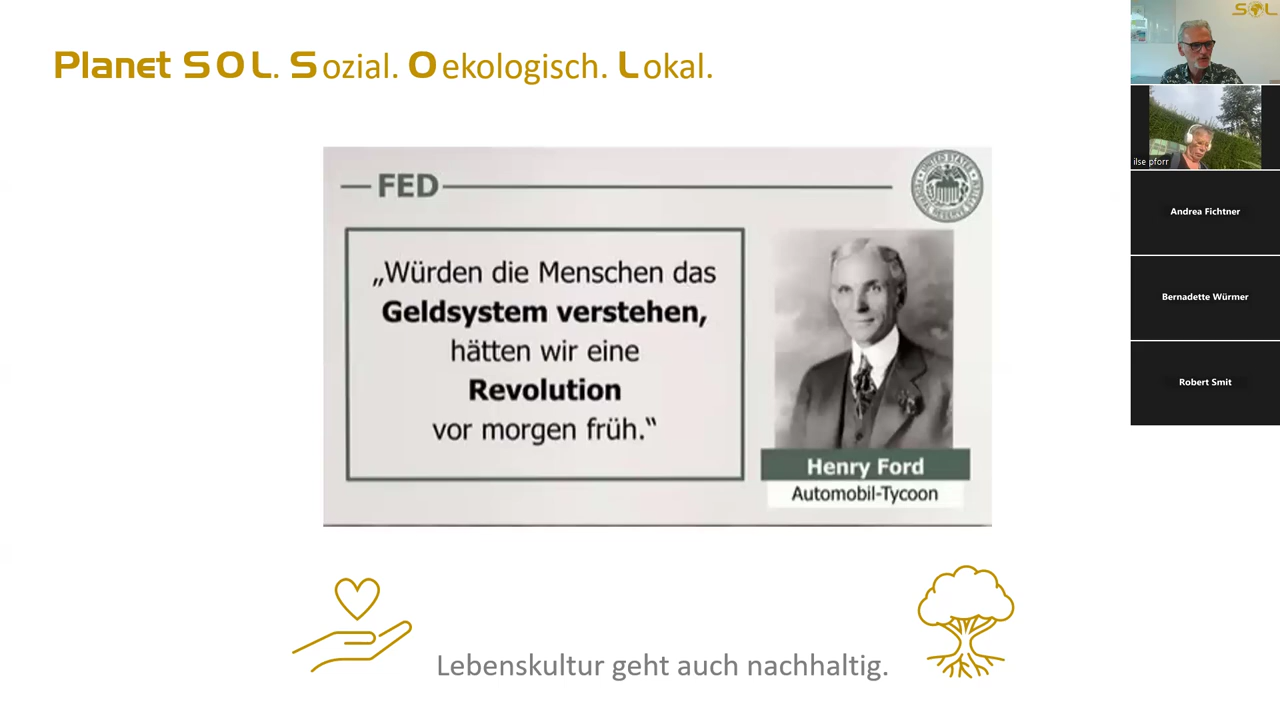 Planet SOL. Sozial. Oekologisch. Lokal.
FED
„Würden die Menschen das
Geldsystem verstehen,
hätten wir eine
Revolution
vor morgen früh.“
Henry Ford
Automobil-Tycoon
Lebenskultur geht auch nachhaltig.
SOL
ilse pforr
Andrea Fichtner
Bernadette Würmer
Robert Smit